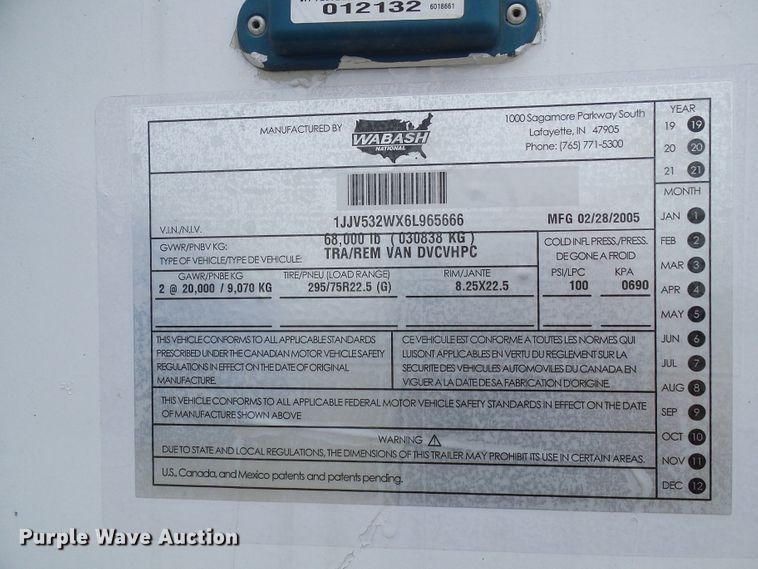 012132 6018661
MANUFACTURED BY
WABASH
NATIONAL
1000 Sagamore Parkway South
Lafayette, IN 47905
Phone: (765) 771-5300
V.I.N./N.I.V. 1JJV532WX6L965666 MFG 02/28/2005
GVWR/PNBV KG: 68,000 lb ( 030838 KG )
TYPE OF VEHICLE/TYPE DE VEHICULE: TRA/REM VAN DVCVHPC
COLD INFL PRESS./PRESS.
DE GONE A FROID
GAWR/PNBE KG TIRE/PNEU (LOAD RANGE) RIM/JANTE PSI/LPC KPA
2 @ 20,000 / 9,070 KG 295/75R22.5 (G) 8.25X22.5 100 0690
THIS VEHICLE CONFORMS TO ALL APPLICABLE STANDARDS
PRESCRIBED UNDER THE CANADIAN MOTOR VEHICLE SAFETY
REGULATIONS IN EFFECT ON THE DATE OF ORIGINAL
MANUFACTURE.
CE VEHICULE EST CONFORME A TOUTES LES NORMES QUI
LUISONT APPLICABLES EN VERTU DU REGLEMENT SUR LA
SECURITE DES VEHICULES AUTOMOVILES DU CANADA EN
VIGUER A LA DATE DE SA FABRICATION D'ORIGINE.
THIS VEHICLE CONFORMS TO ALL APPLICABLE FEDERAL MOTOR VEHICLE SAFETY STANDARDS IN EFFECT ON THE DATE
OF MANUFACTURE SHOWN ABOVE
WARNING
DUE TO STATE AND LOCAL REGULATIONS, THE DIMENSIONS OF THIS TRAILER MAY PROHIBIT ITS USE IN CERTAIN AREAS.
U.S., Canada, and Mexico patents and patents pending.
YEAR
19 19
20 20
21 21
MONTH
JAN 1
FEB 2
MAR 3
APR 4
MAY 5
JUN 6
JUL 7
AUG 8
SEP 9
OCT 10
NOV 11
DEC 12
Purple Wave Auction